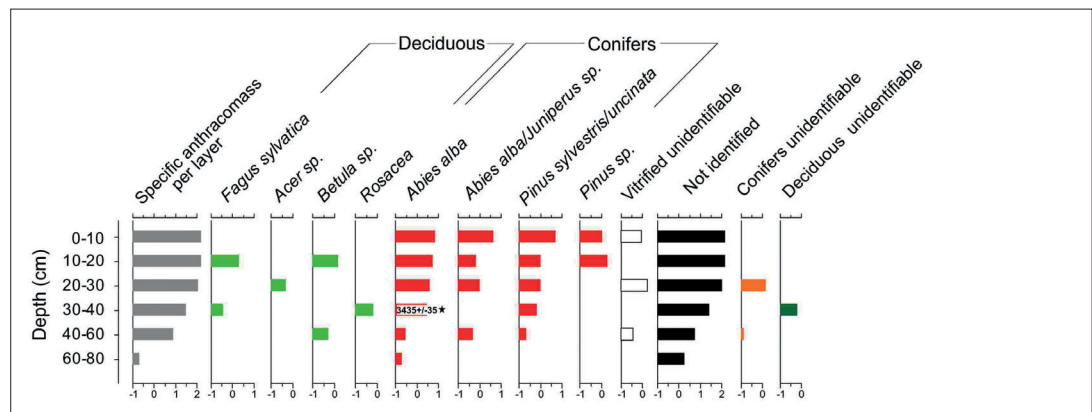 Deciduous
Conifers
Specific anthracomass
per layer
Fagus sylvatica
Acer sp.
Betula sp.
Rosacea
Abies alba
Abies alba/Juniperus sp.
Pinus sylvestris/uncinata
Pinus sp.
Vitrified unidentifiable
Not identified
Conifers unidentifiable
Deciduous unidentifiable
Depth (cm)
0-10
10-20
20-30
30-40
3435+/-35★
40-60
60-80
-1 0 1 2 -1 0 1 -1 0 -1 0 1 -1 0 -1 0 1 2 -1 0 1 -1 0 1 2 -1 0 1 -1 0 -1 0 1 2 -1 0 -1 0